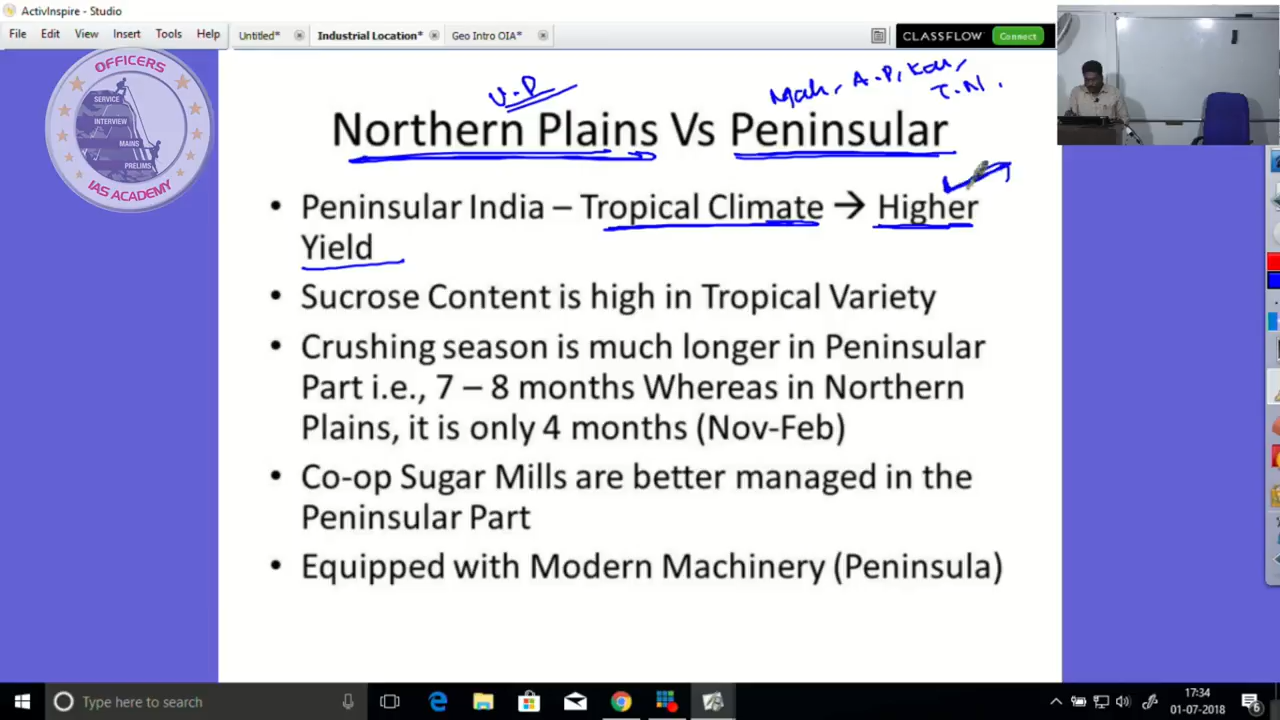 ActivInspire - Studio
File Edit View Insert Tools Help Untitled* Industrial Location* Geo Intro OIA* CLASSFLOW Connect
OFFICERS
SERVICE
INTERVIEW
MAINS
PRELIMS
IAS ACADEMY
U.P
Mah, A.P, Kar,
T.N.
Northern Plains Vs Peninsular
• Peninsular India – Tropical Climate → Higher
Yield
• Sucrose Content is high in Tropical Variety
• Crushing season is much longer in Peninsular
Part i.e., 7 – 8 months Whereas in Northern
Plains, it is only 4 months (Nov-Feb)
• Co-op Sugar Mills are better managed in the
Peninsular Part
• Equipped with Modern Machinery (Peninsula)
Type here to search
17:34
01-07-2018
6